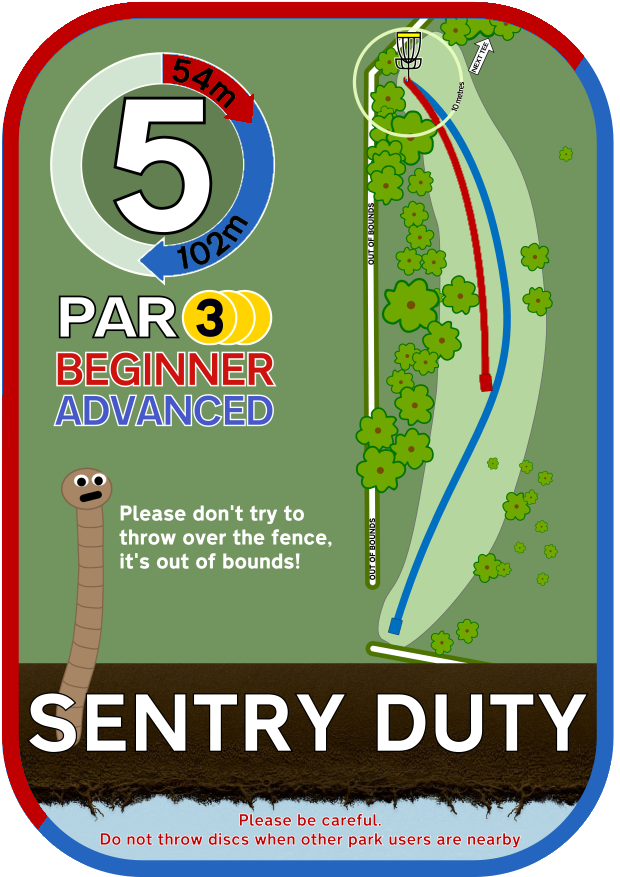 54m
5
102m
PAR 3
BEGINNER
ADVANCED
NEXT TEE
10 metres
OUT OF BOUNDS
OUT OF BOUNDS
Please don't try to
throw over the fence,
it's out of bounds!
SENTRY DUTY
Please be careful.
Do not throw discs when other park users are nearby